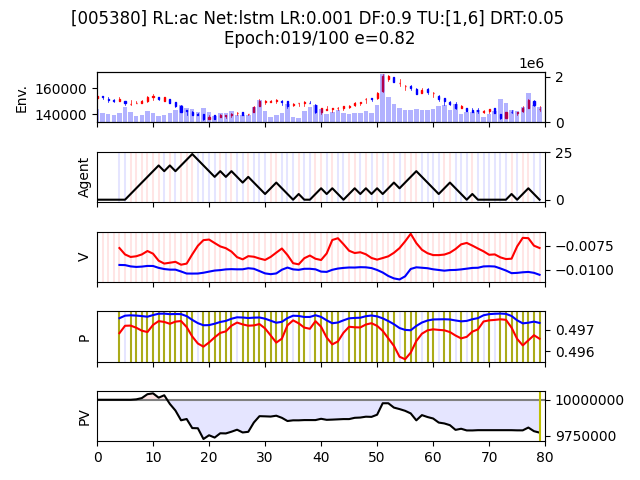 [005380] RL:ac Net:lstm LR:0.001 DF:0.9 TU:[1,6] DRT:0.05
Epoch:019/100 e=0.82
1e6
Env.
160000
140000
2
0
Agent
25
0
V
−0.0075
−0.0100
P
0.497
0.496
PV
10000000
9750000
0 10 20 30 40 50 60 70 80